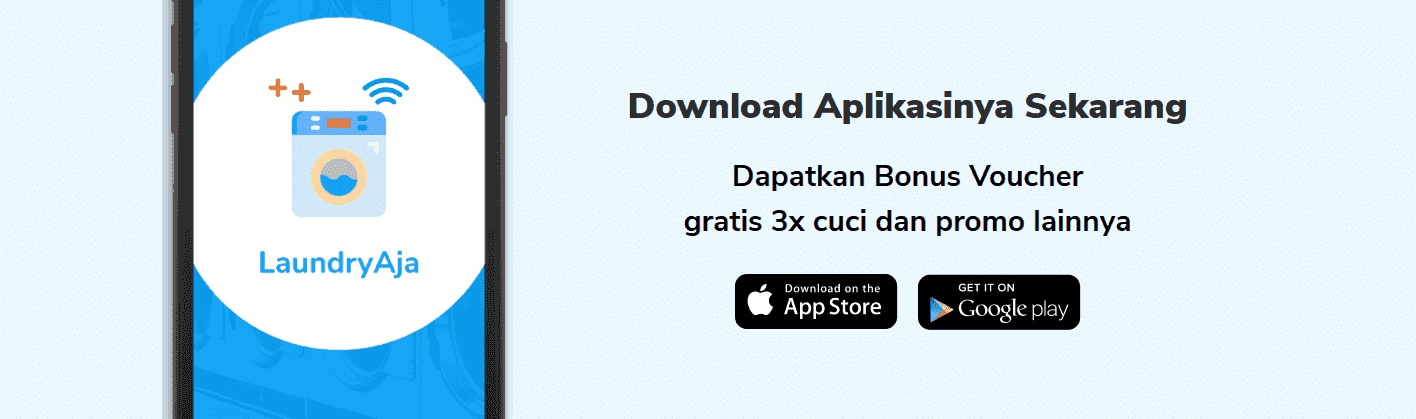 LaundryAja
Download Aplikasinya Sekarang
Dapatkan Bonus Voucher
gratis 3x cuci dan promo lainnya
Download on the
App Store
GET IT ON
Google play